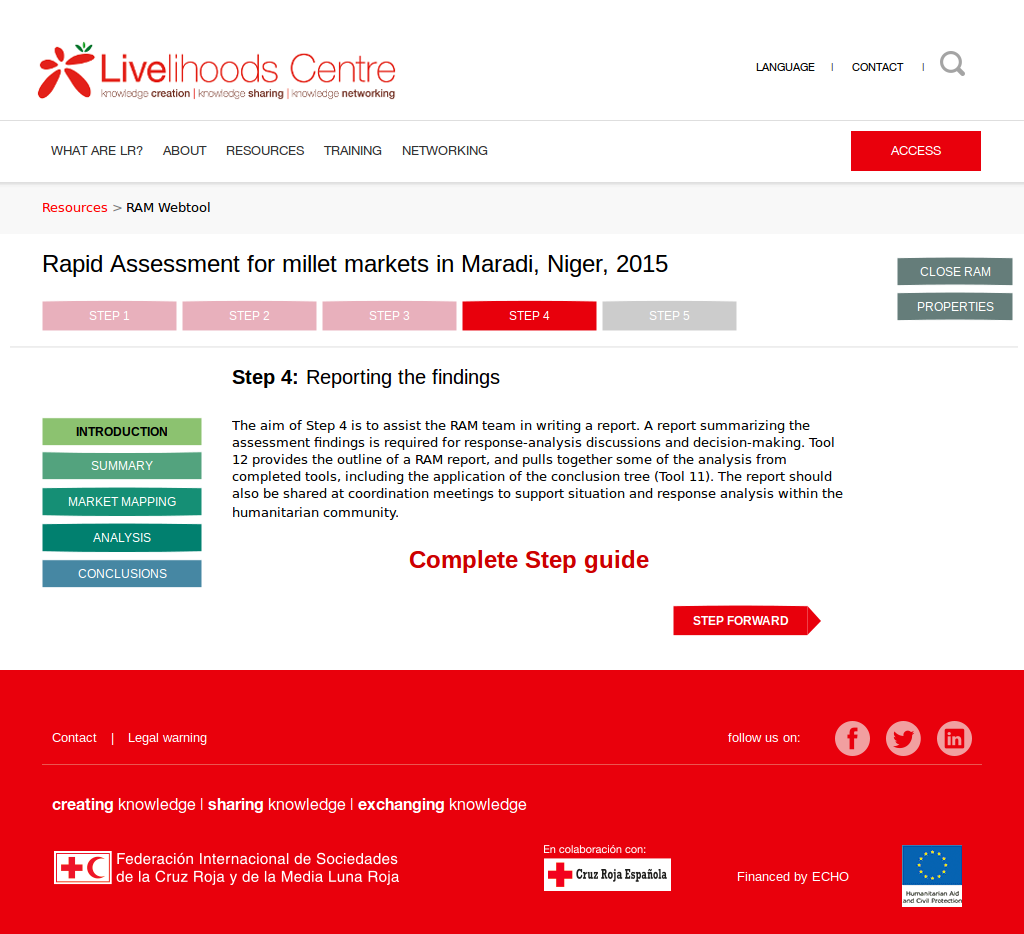 Livelihoods Centre
knowledge creation | knowledge sharing | knowledge networking
LANGUAGE | CONTACT |
WHAT ARE LR? ABOUT RESOURCES TRAINING NETWORKING ACCESS
Resources > RAM Webtool
Rapid Assessment for millet markets in Maradi, Niger, 2015
CLOSE RAM
PROPERTIES
STEP 1 STEP 2 STEP 3 STEP 4 STEP 5
Step 4: Reporting the findings
INTRODUCTION
SUMMARY
MARKET MAPPING
ANALYSIS
CONCLUSIONS
The aim of Step 4 is to assist the RAM team in writing a report. A report summarizing the
assessment findings is required for response-analysis discussions and decision-making. Tool
12 provides the outline of a RAM report, and pulls together some of the analysis from
completed tools, including the application of the conclusion tree (Tool 11). The report should
also be shared at coordination meetings to support situation and response analysis within the
humanitarian community.
Complete Step guide
STEP FORWARD
Contact | Legal warning
follow us on:
creating knowledge | sharing knowledge | exchanging knowledge
Federación Internacional de Sociedades
de la Cruz Roja y de la Media Luna Roja
En colaboración con:
Cruz Roja Española
Financed by ECHO
Humanitarian Aid
and Civil Protection